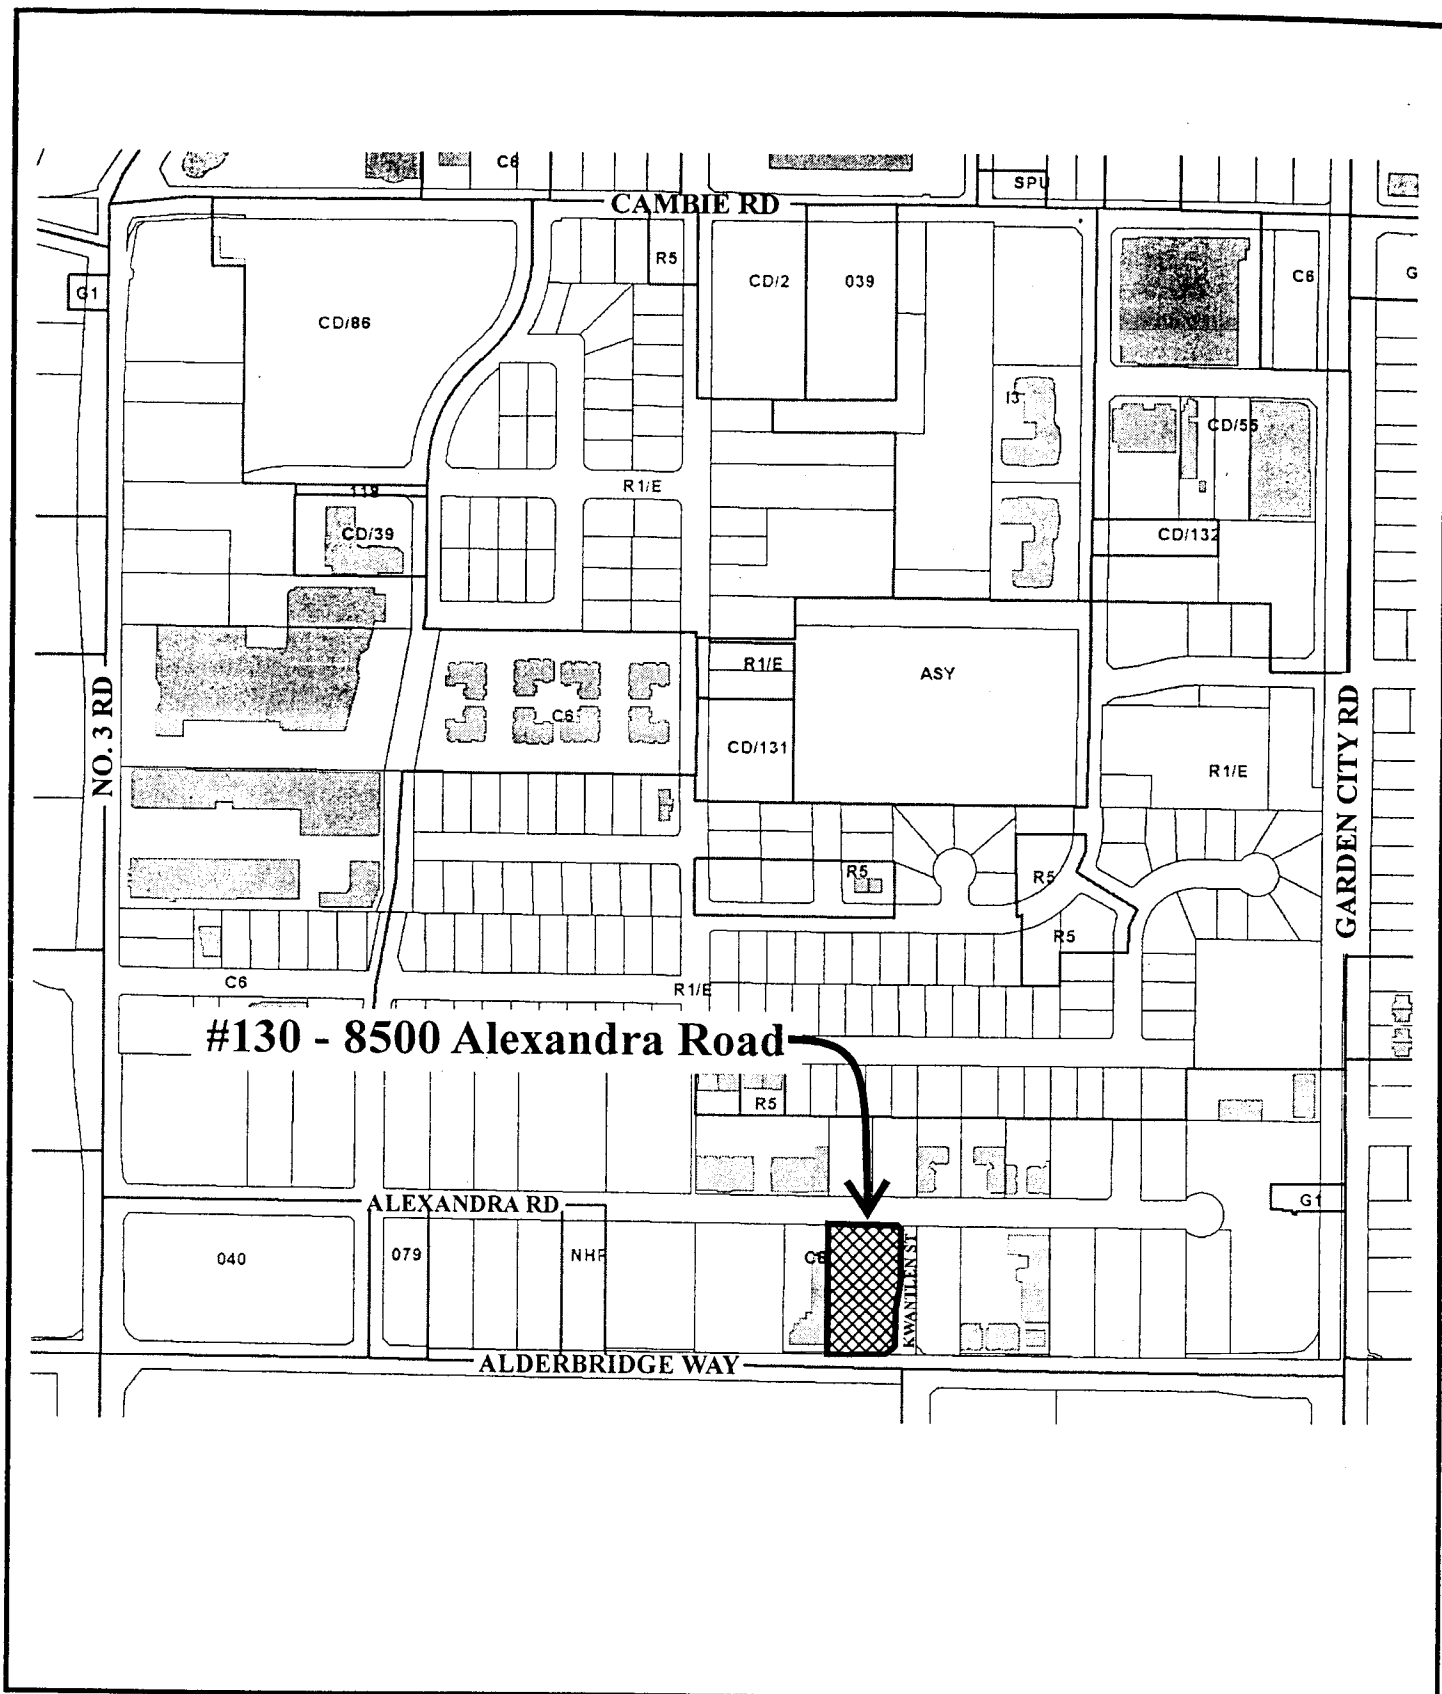 C6
SPU
CAMBIE RD
R5
CD/2
039
C6
G1
G
CD/86
I3
CD/55
R1/E
118
CD/39
CD/132
R1/E
ASY
C6
CD/131
NO. 3 RD
GARDEN CITY RD
R1/E
R5
R5
R5
C6
R1/E
#130 - 8500 Alexandra Road
R5
ALEXANDRA RD
G1
040
079
NHF
C6
KWANTLEN ST
ALDERBRIDGE WAY